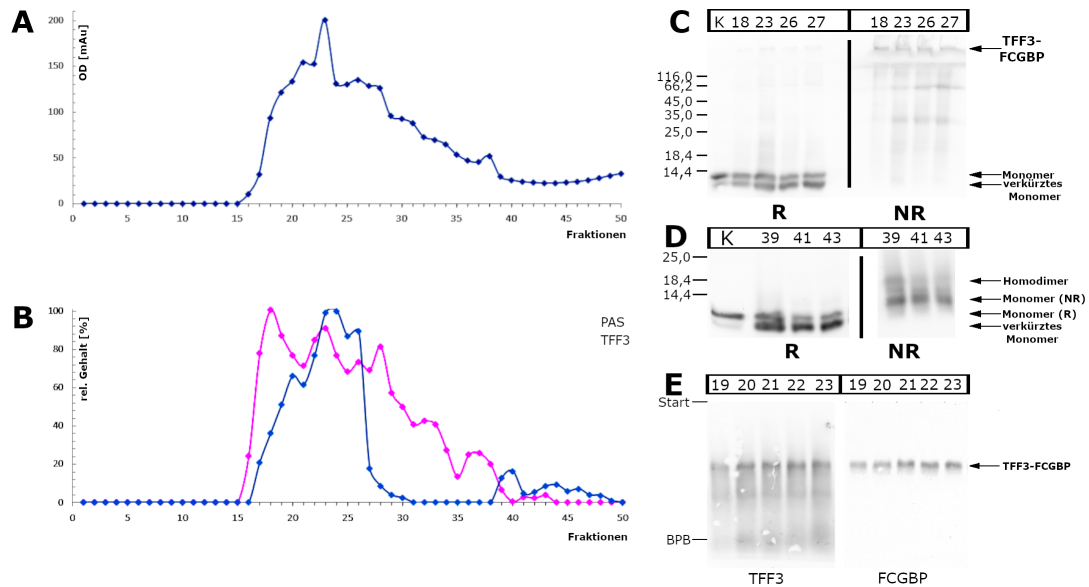 A
OD [mAu]
200
150
100
50
0
0 5 10 15 20 25 30 35 40 45 50
Fraktionen
B
rel. Gehalt [%]
100
80
60
40
20
0
0 5 10 15 20 25 30 35 40 45 50
Fraktionen
PAS
TFF3
C
K 18 23 26 27
18 23 26 27
TFF3-
FCGBP
116,0
66,2
45,0
35,0
25,0
18,4
14,4
Monomer
verkürztes
Monomer
R
NR
D
K 39 41 43
39 41 43
25,0
18,4
14,4
Homodimer
Monomer (NR)
Monomer (R)
verkürztes
Monomer
R
NR
E
19 20 21 22 23
19 20 21 22 23
Start
TFF3-FCGBP
BPB
TFF3
FCGBP